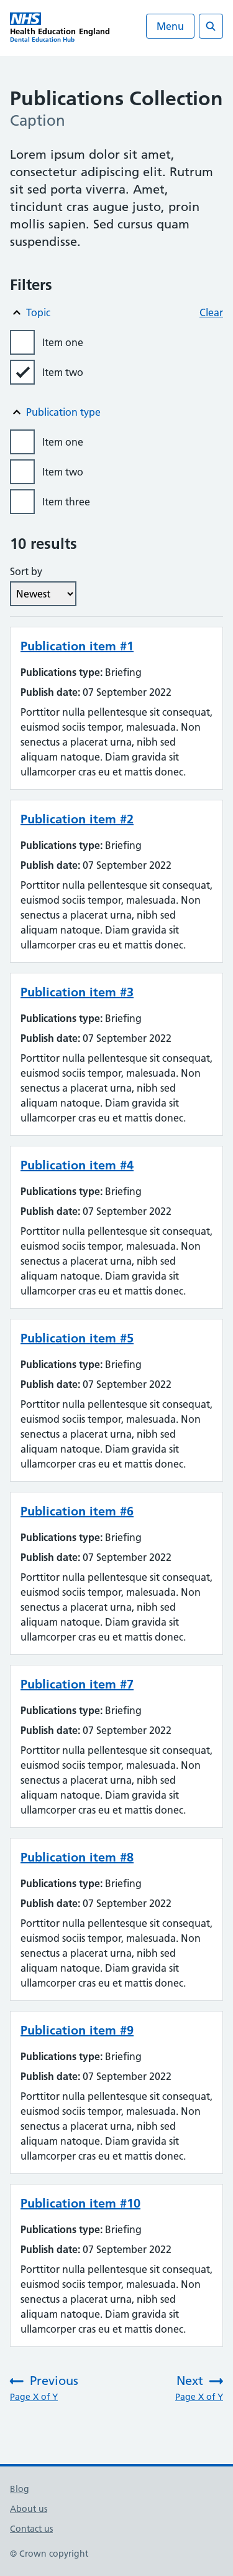 NHS
Health Education England
Dental Education Hub
Menu
Publications Collection
Caption
Lorem ipsum dolor sit amet,
consectetur adipiscing elit. Rutrum
sit sed porta viverra. Amet,
tincidunt cras augue justo, proin
mollis sapien. Sed cursus quam
suspendisse.
Filters
Topic Clear
Item one
Item two
Publication type
Item one
Item two
Item three
10 results
Sort by
Newest
Publication item #1
Publications type: Briefing
Publish date: 07 September 2022
Porttitor nulla pellentesque sit consequat,
euismod sociis tempor, malesuada. Non
senectus a placerat urna, nibh sed
aliquam natoque. Diam gravida sit
ullamcorper cras eu et mattis donec.
Publication item #2
Publications type: Briefing
Publish date: 07 September 2022
Porttitor nulla pellentesque sit consequat,
euismod sociis tempor, malesuada. Non
senectus a placerat urna, nibh sed
aliquam natoque. Diam gravida sit
ullamcorper cras eu et mattis donec.
Publication item #3
Publications type: Briefing
Publish date: 07 September 2022
Porttitor nulla pellentesque sit consequat,
euismod sociis tempor, malesuada. Non
senectus a placerat urna, nibh sed
aliquam natoque. Diam gravida sit
ullamcorper cras eu et mattis donec.
Publication item #4
Publications type: Briefing
Publish date: 07 September 2022
Porttitor nulla pellentesque sit consequat,
euismod sociis tempor, malesuada. Non
senectus a placerat urna, nibh sed
aliquam natoque. Diam gravida sit
ullamcorper cras eu et mattis donec.
Publication item #5
Publications type: Briefing
Publish date: 07 September 2022
Porttitor nulla pellentesque sit consequat,
euismod sociis tempor, malesuada. Non
senectus a placerat urna, nibh sed
aliquam natoque. Diam gravida sit
ullamcorper cras eu et mattis donec.
Publication item #6
Publications type: Briefing
Publish date: 07 September 2022
Porttitor nulla pellentesque sit consequat,
euismod sociis tempor, malesuada. Non
senectus a placerat urna, nibh sed
aliquam natoque. Diam gravida sit
ullamcorper cras eu et mattis donec.
Publication item #7
Publications type: Briefing
Publish date: 07 September 2022
Porttitor nulla pellentesque sit consequat,
euismod sociis tempor, malesuada. Non
senectus a placerat urna, nibh sed
aliquam natoque. Diam gravida sit
ullamcorper cras eu et mattis donec.
Publication item #8
Publications type: Briefing
Publish date: 07 September 2022
Porttitor nulla pellentesque sit consequat,
euismod sociis tempor, malesuada. Non
senectus a placerat urna, nibh sed
aliquam natoque. Diam gravida sit
ullamcorper cras eu et mattis donec.
Publication item #9
Publications type: Briefing
Publish date: 07 September 2022
Porttitor nulla pellentesque sit consequat,
euismod sociis tempor, malesuada. Non
senectus a placerat urna, nibh sed
aliquam natoque. Diam gravida sit
ullamcorper cras eu et mattis donec.
Publication item #10
Publications type: Briefing
Publish date: 07 September 2022
Porttitor nulla pellentesque sit consequat,
euismod sociis tempor, malesuada. Non
senectus a placerat urna, nibh sed
aliquam natoque. Diam gravida sit
ullamcorper cras eu et mattis donec.
Previous Next
Page X of Y Page X of Y
Blog
About us
Contact us
© Crown copyright